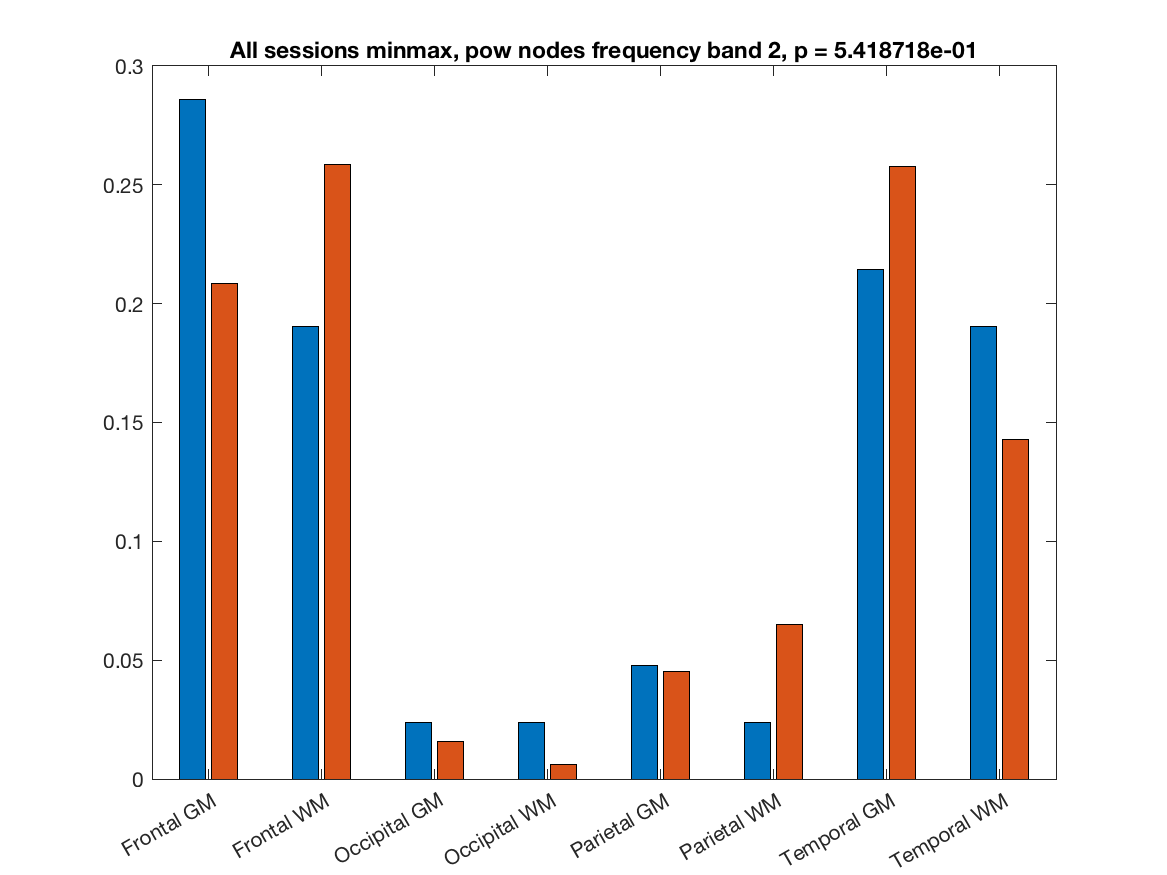 All sessions minmax, pow nodes frequency band 2, p = 5.418718e-01
0.3
0.25
0.2
0.15
0.1
0.05
0
Frontal GM
Frontal WM
Occipital GM
Occipital WM
Parietal GM
Parietal WM
Temporal GM
Temporal WM